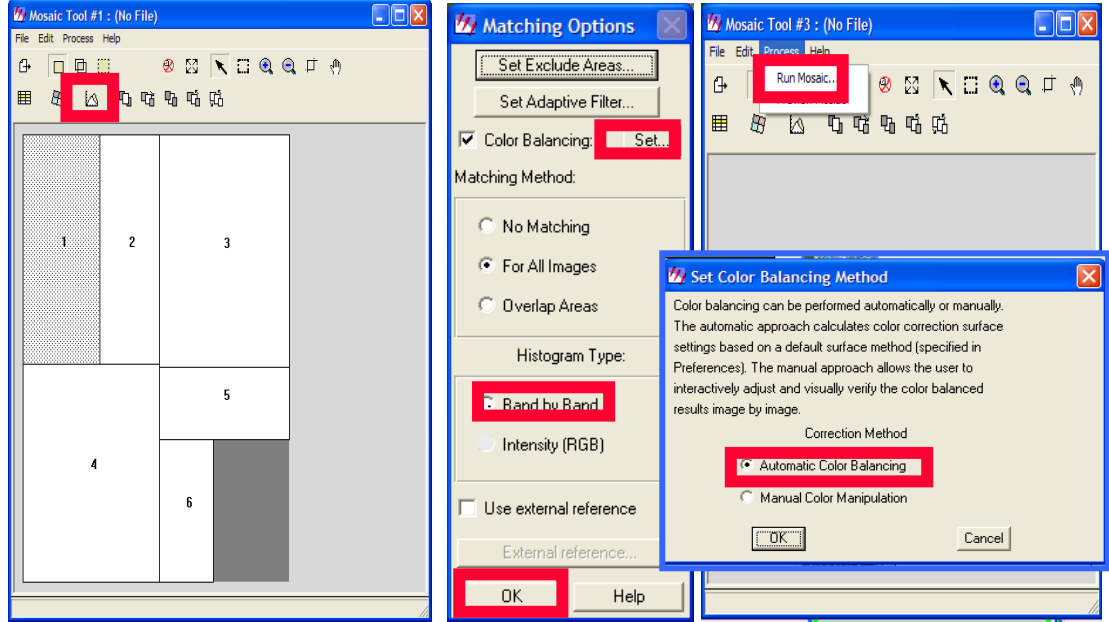 Mosaic Tool #1 : (No File)
File Edit Process Help
1
2
3
5
4
6
Matching Options
Set Exclude Areas...
Set Adaptive Filter...
Color Balancing: Set...
Matching Method:
No Matching
For All Images
Overlap Areas
Histogram Type:
Band by Band
Intensity (RGB)
Use external reference
External reference...
OK Help
Mosaic Tool #3 : (No File)
File Edit Process Help
Run Mosaic...
Set Color Balancing Method
Color balancing can be performed automatically or manually.
The automatic approach calculates color correction surface
settings based on a default surface method (specified in
Preferences). The manual approach allows the user to
interactively adjust and visually verify the color balanced
results image by image.
Correction Method
Automatic Color Balancing
Manual Color Manipulation
OK Cancel